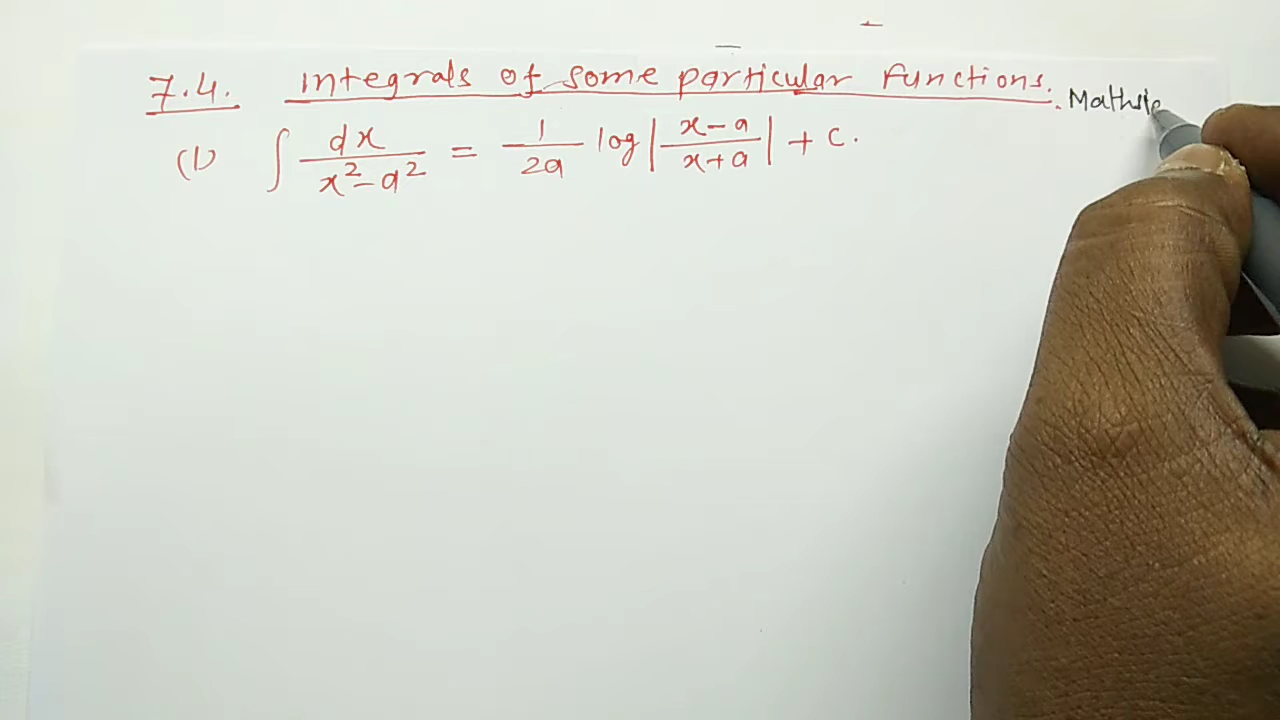 7.4. Integrals of some particular functions.
(1) ∫ dx / (x² - a²) = 1/2a log |x-a / x+a| + c.